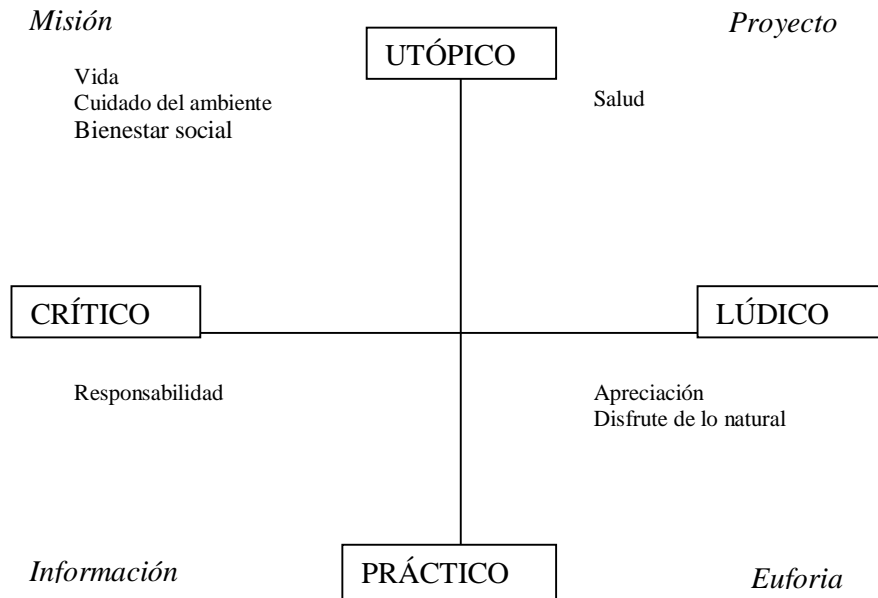 Misión
Proyecto
UTÓPICO
Vida
Cuidado del ambiente
Bienestar social
Salud
CRÍTICO
LÚDICO
Responsabilidad
Apreciación
Disfrute de lo natural
Información
PRÁCTICO
Euforia